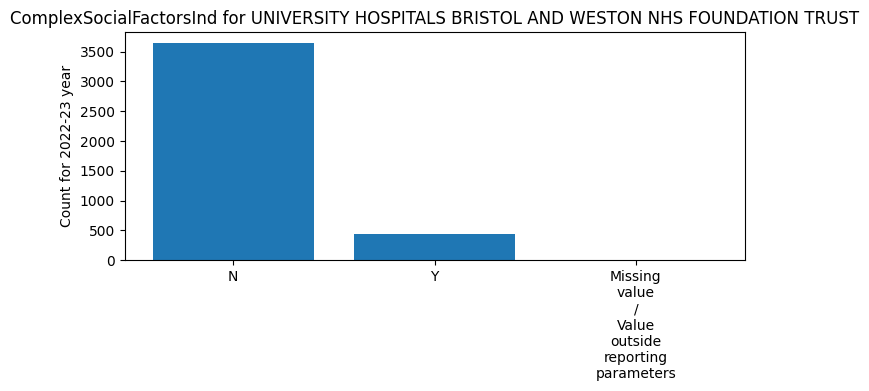 ComplexSocialFactorsInd for UNIVERSITY HOSPITALS BRISTOL AND WESTON NHS FOUNDATION TRUST
Count for 2022-23 year
3500
3000
2500
2000
1500
1000
500
0
N
Y
Missing
value
/
Value
outside
reporting
parameters